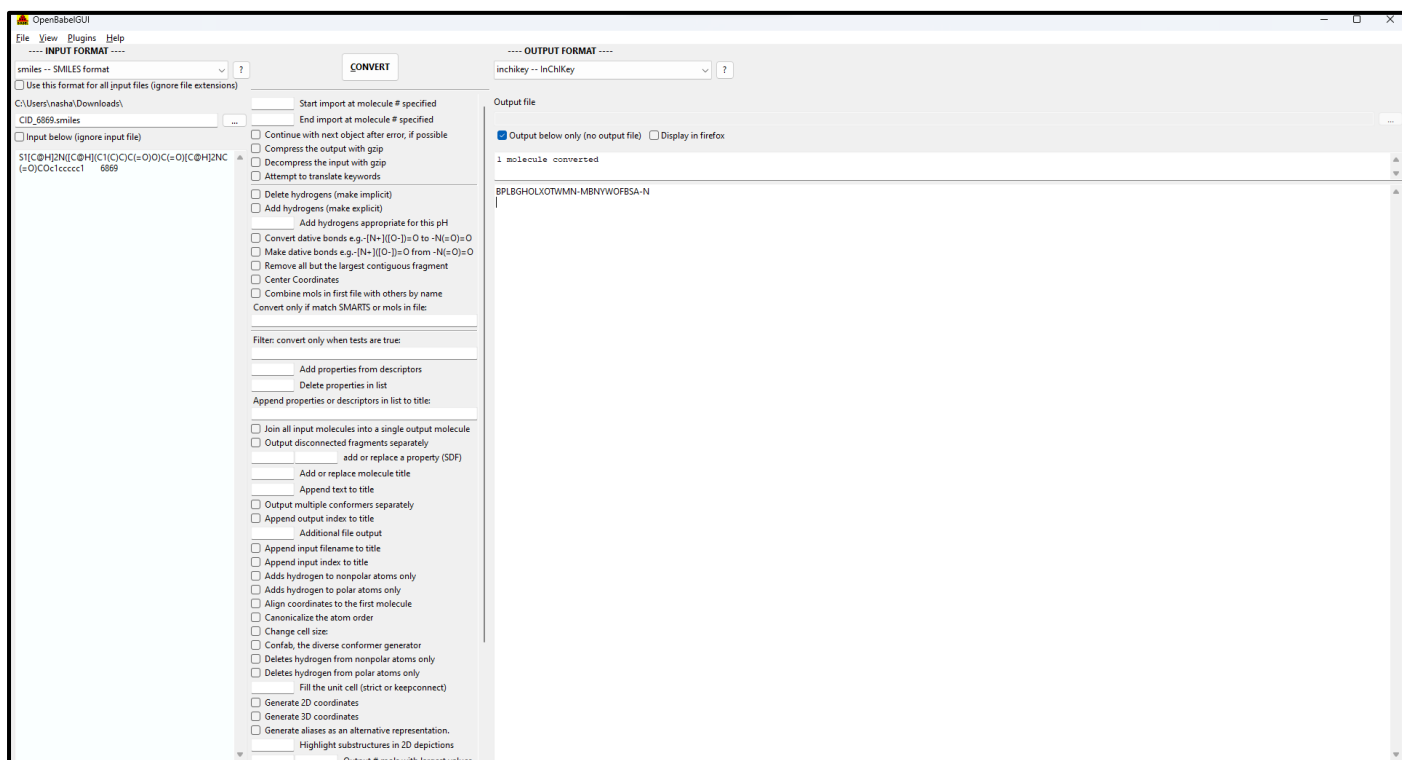 OpenBabelGUI
File View Plugins Help
---- INPUT FORMAT ----
smiles -- SMILES format
?
Use this format for all input files (ignore file extensions)
C:\Users\nasha\Downloads\
CID_6869.smiles
...
Input below (ignore input file)
S1[C@H]2N([C@H](C1(C)C)C(=O)O)C(=O)[C@H]2NC
(=O)COc1ccccc1 6869
CONVERT
Start import at molecule # specified
End import at molecule # specified
Continue with next object after error, if possible
Compress the output with gzip
Decompress the input with gzip
Attempt to translate keywords
Delete hydrogens (make implicit)
Add hydrogens (make explicit)
Add hydrogens appropriate for this pH
Convert dative bonds e.g.-[N+]([O-])=O to -N(=O)=O
Make dative bonds e.g.-[N+]([O-])=O from -N(=O)=O
Remove all but the largest contiguous fragment
Center Coordinates
Combine mols in first file with others by name
Convert only if match SMARTS or mols in file:
Filter: convert only when tests are true:
Add properties from descriptors
Delete properties in list
Append properties or descriptors in list to title:
Join all input molecules into a single output molecule
Output disconnected fragments separately
add or replace a property (SDF)
Add or replace molecule title
Append text to title
Output multiple conformers separately
Append output index to title
Additional file output
Append input filename to title
Append input index to title
Adds hydrogen to nonpolar atoms only
Adds hydrogen to polar atoms only
Align coordinates to the first molecule
Canonicalize the atom order
Change cell size:
Confab, the diverse conformer generator
Deletes hydrogen from nonpolar atoms only
Deletes hydrogen from polar atoms only
Fill the unit cell (strict or keepconnect)
Generate 2D coordinates
Generate 3D coordinates
Generate aliases as an alternative representation.
Highlight substructures in 2D depictions
Output # mols with largest values
---- OUTPUT FORMAT ----
inchikey -- InChIKey
?
Output file
...
Output below only (no output file) Display in firefox
1 molecule converted
BPLBGHOLXOTWMN-MBNYWOFBSA-N